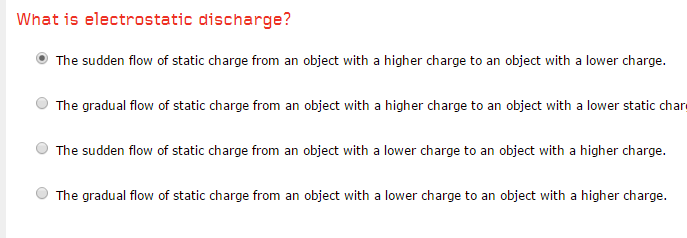 What is electrostatic discharge?
The sudden flow of static charge from an object with a higher charge to an object with a lower charge.
The gradual flow of static charge from an object with a higher charge to an object with a lower static
The sudden flow of static charge from an object with a lower charge to an object with a higher charge.
The gradual flow of static charge from an object with a lower charge to an object with a higher charge.